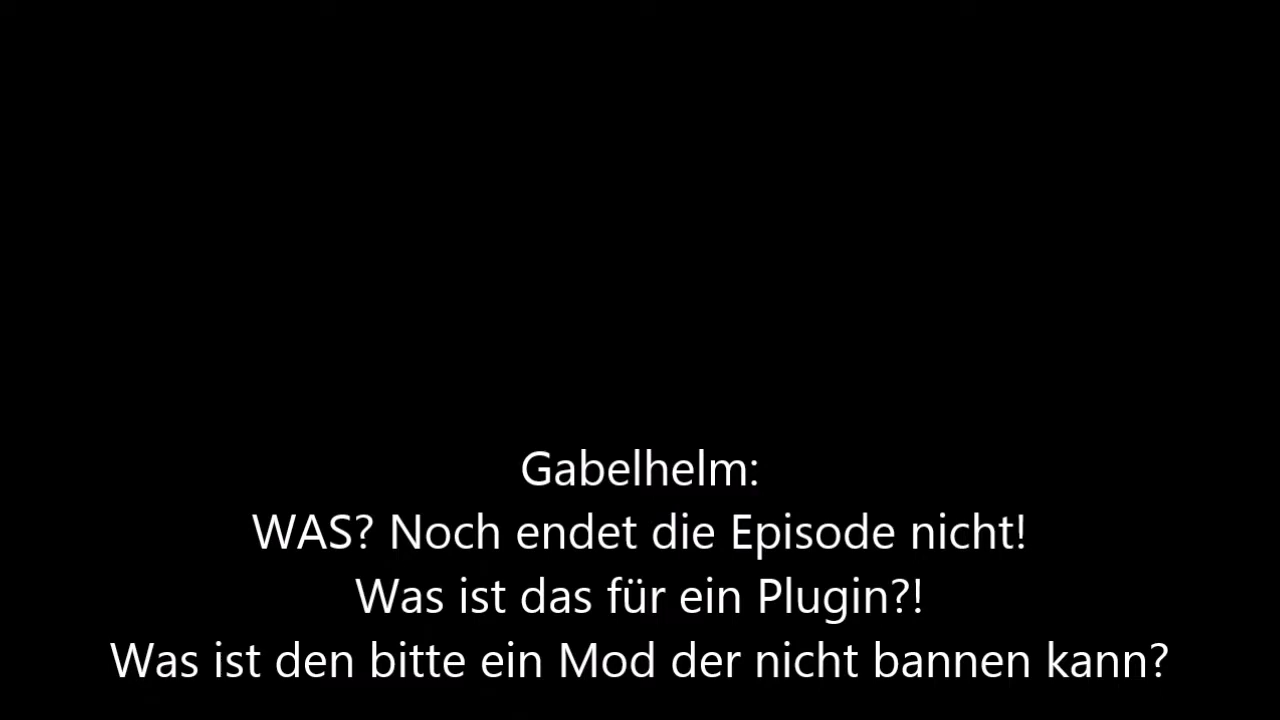 Gabelhelm:
WAS? Noch endet die Episode nicht!
Was ist das für ein Plugin?!
Was ist den bitte ein Mod der nicht bannen kann?